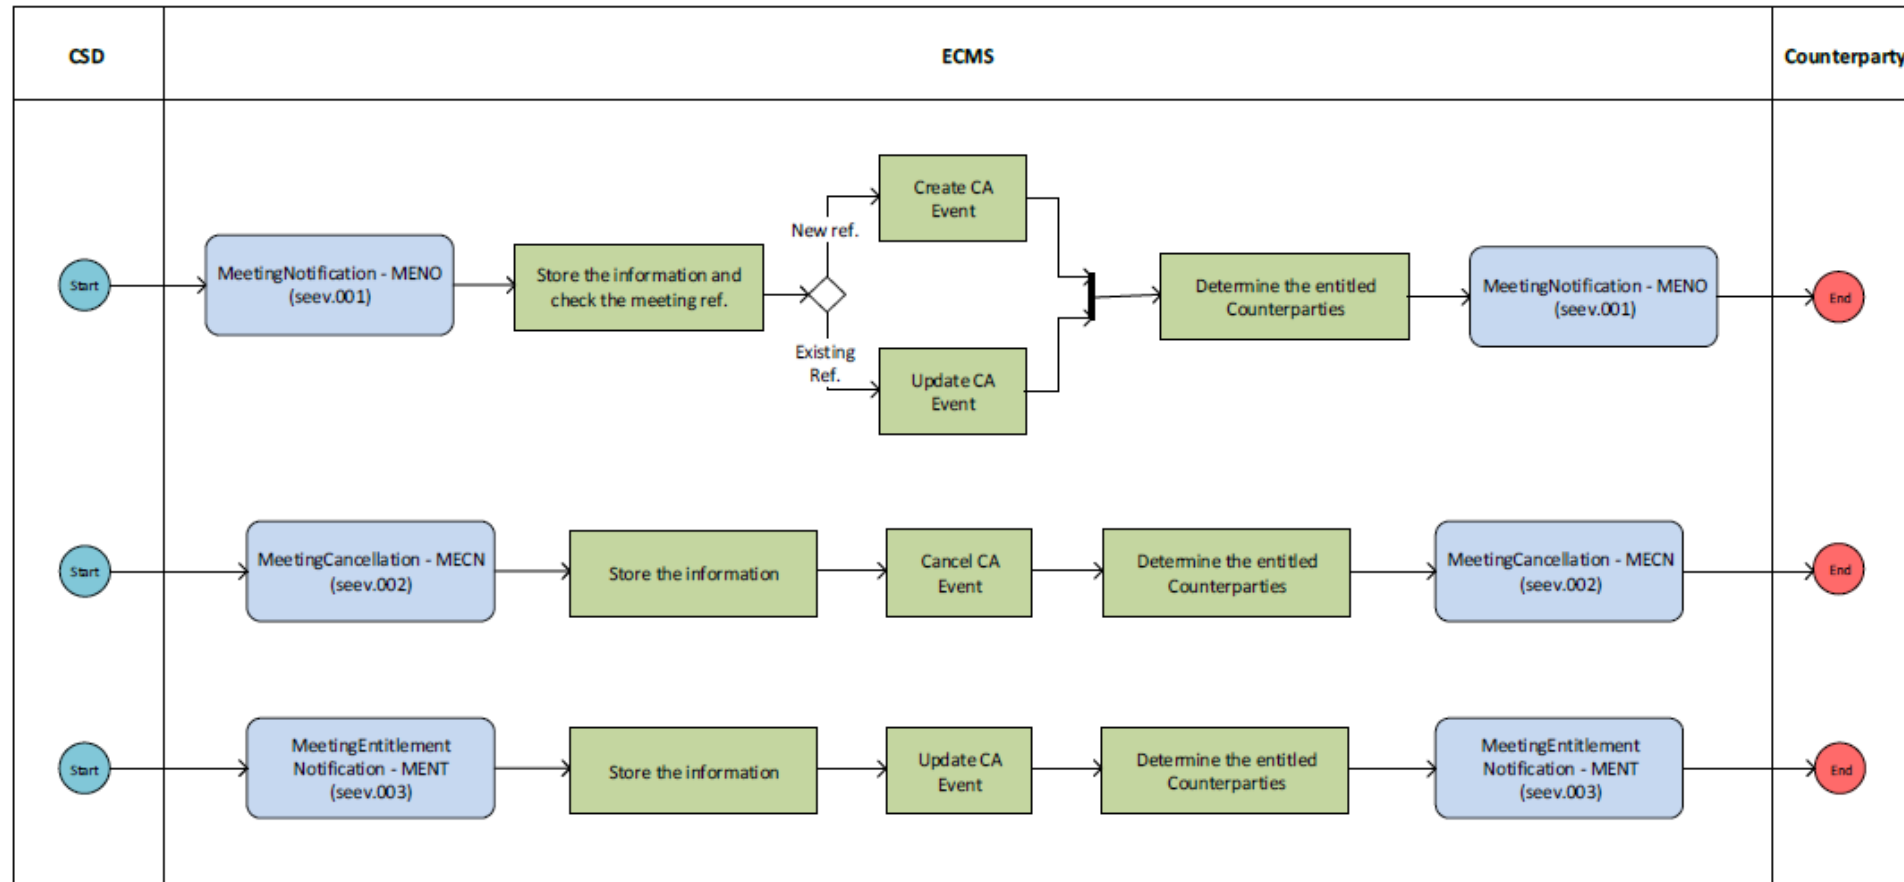 CSD
ECMS
Counterparty
Start
MeetingNotification - MENO
(seev.001)
Store the information and
check the meeting ref.
New ref.
Existing
Ref.
Create CA
Event
Update CA
Event
Determine the entitled
Counterparties
MeetingNotification - MENO
(seev.001)
End
Start
MeetingCancellation - MECN
(seev.002)
Store the information
Cancel CA
Event
Determine the entitled
Counterparties
MeetingCancellation - MECN
(seev.002)
End
Start
MeetingEntitlement
Notification - MENT
(seev.003)
Store the information
Update CA
Event
Determine the entitled
Counterparties
MeetingEntitlement
Notification - MENT
(seev.003)
End